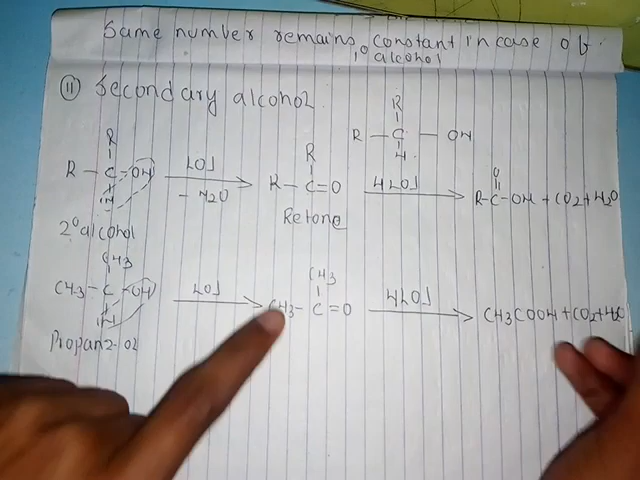 Same number remains constant in case of
1° alcohol
(11) Secondary alcohol
R
R – C – OH
H
R
R – C – OH
H
[O]
– H2O
R
R – C = O
4[O]
O
R–C–OH + CO2 + H2O
2° alcohol
Ketone
CH3
CH3 – C – OH
H
[O]
CH3
CH3 – C = O
4[O]
CH3COOH + CO2 + H2O
Propan 2-ol